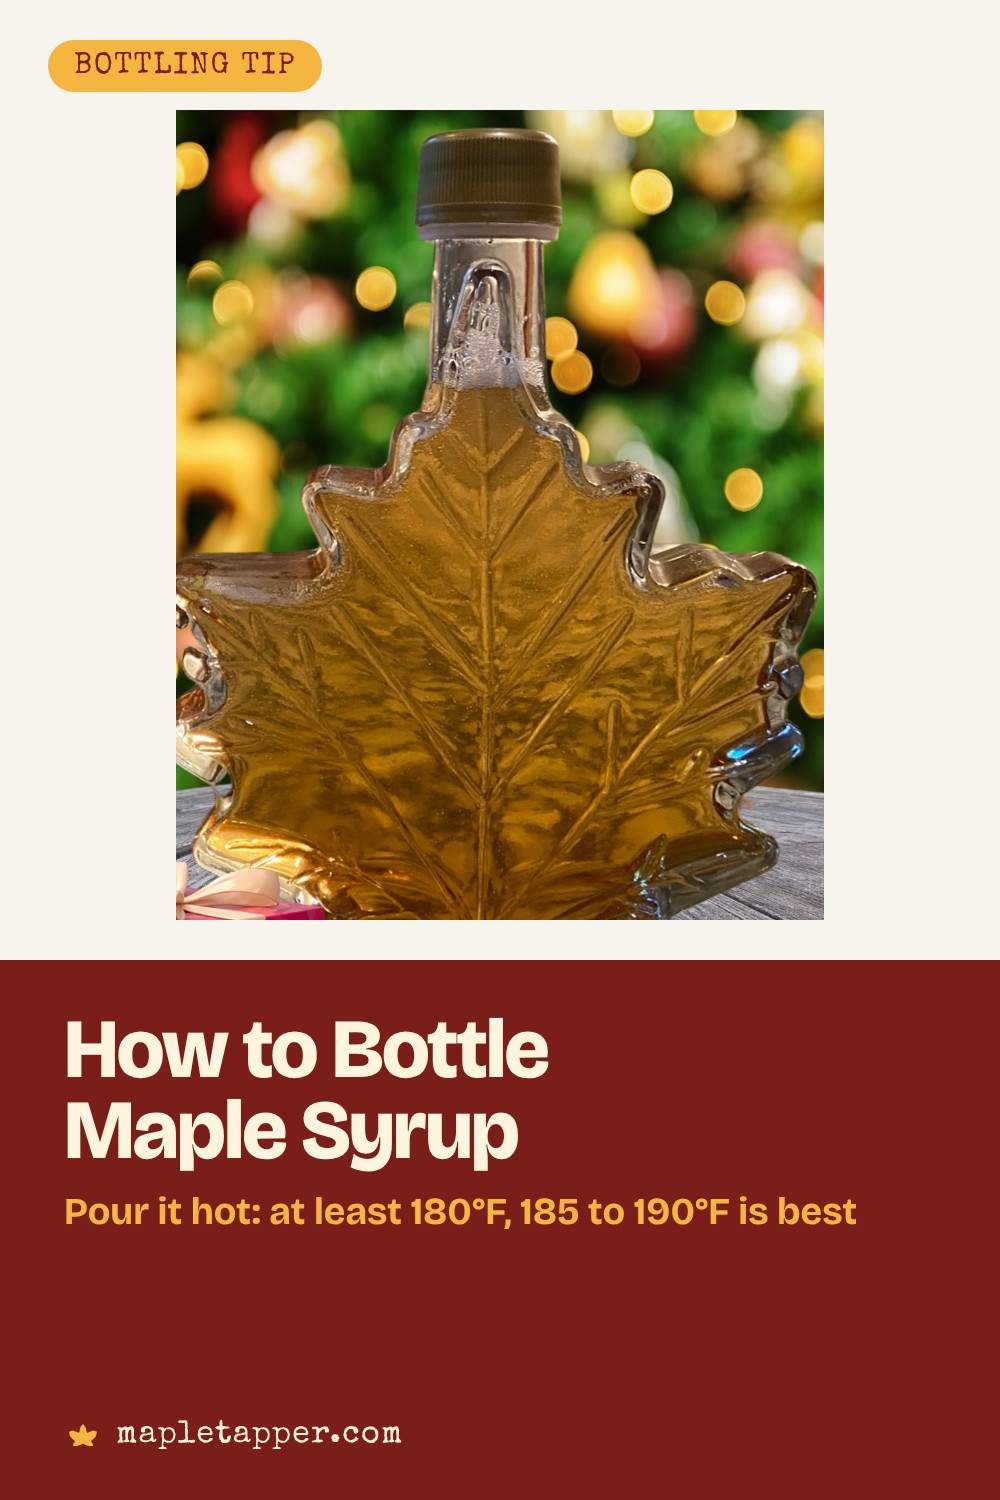 BOTTLING TIP
How to Bottle
Maple Syrup
Pour it hot: at least 180°F, 185 to 190°F is best
mapletapper.com